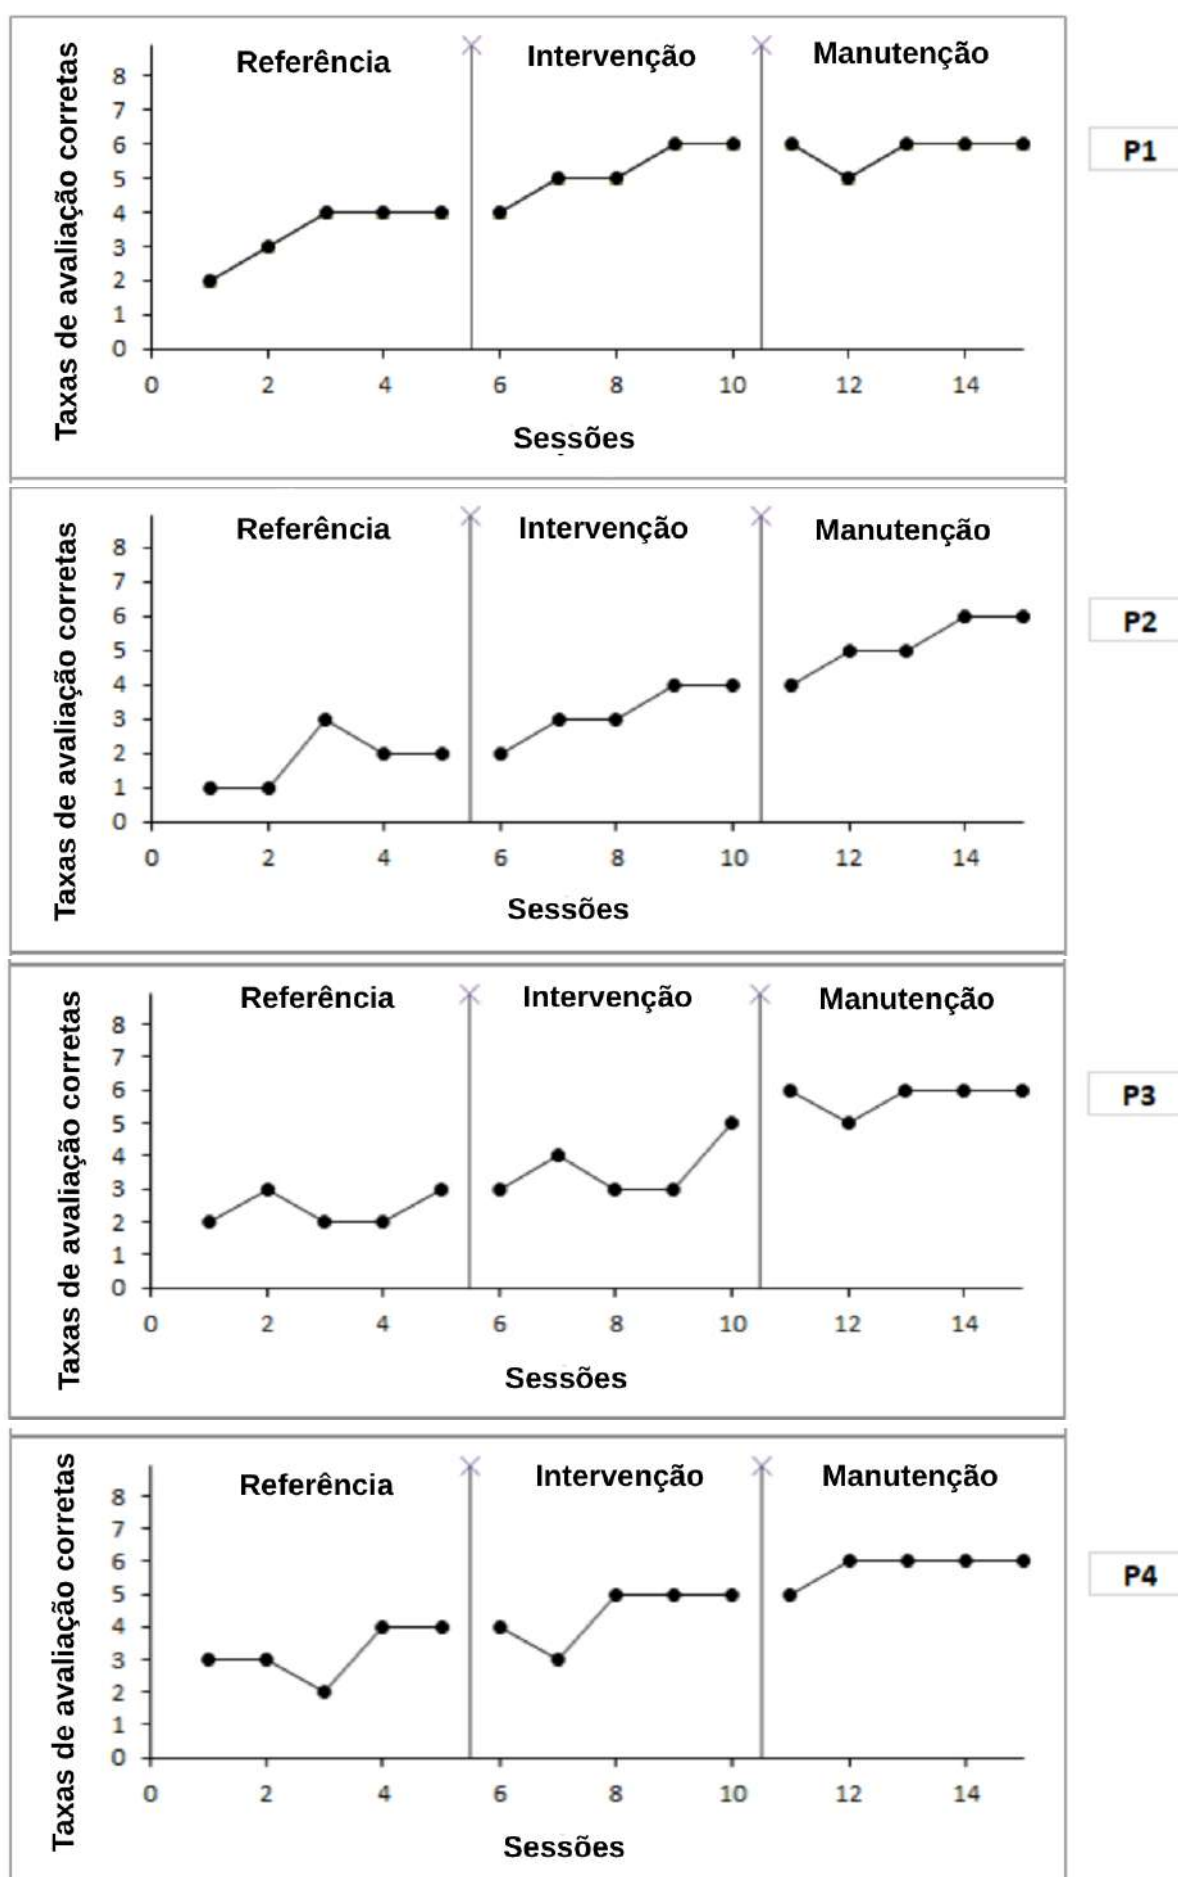 Referência
Intervenção
Manutenção
Taxas de avaliação corretas
8
7
6
5
4
3
2
1
0
0 2 4 6 8 10 12 14
Sessões
P1
Referência
Intervenção
Manutenção
Taxas de avaliação corretas
8
7
6
5
4
3
2
1
0
0 2 4 6 8 10 12 14
Sessões
P2
Referência
Intervenção
Manutenção
Taxas de avaliação corretas
8
7
6
5
4
3
2
1
0
0 2 4 6 8 10 12 14
Sessões
P3
Referência
Intervenção
Manutenção
Taxas de avaliação corretas
8
7
6
5
4
3
2
1
0
0 2 4 6 8 10 12 14
Sessões
P4